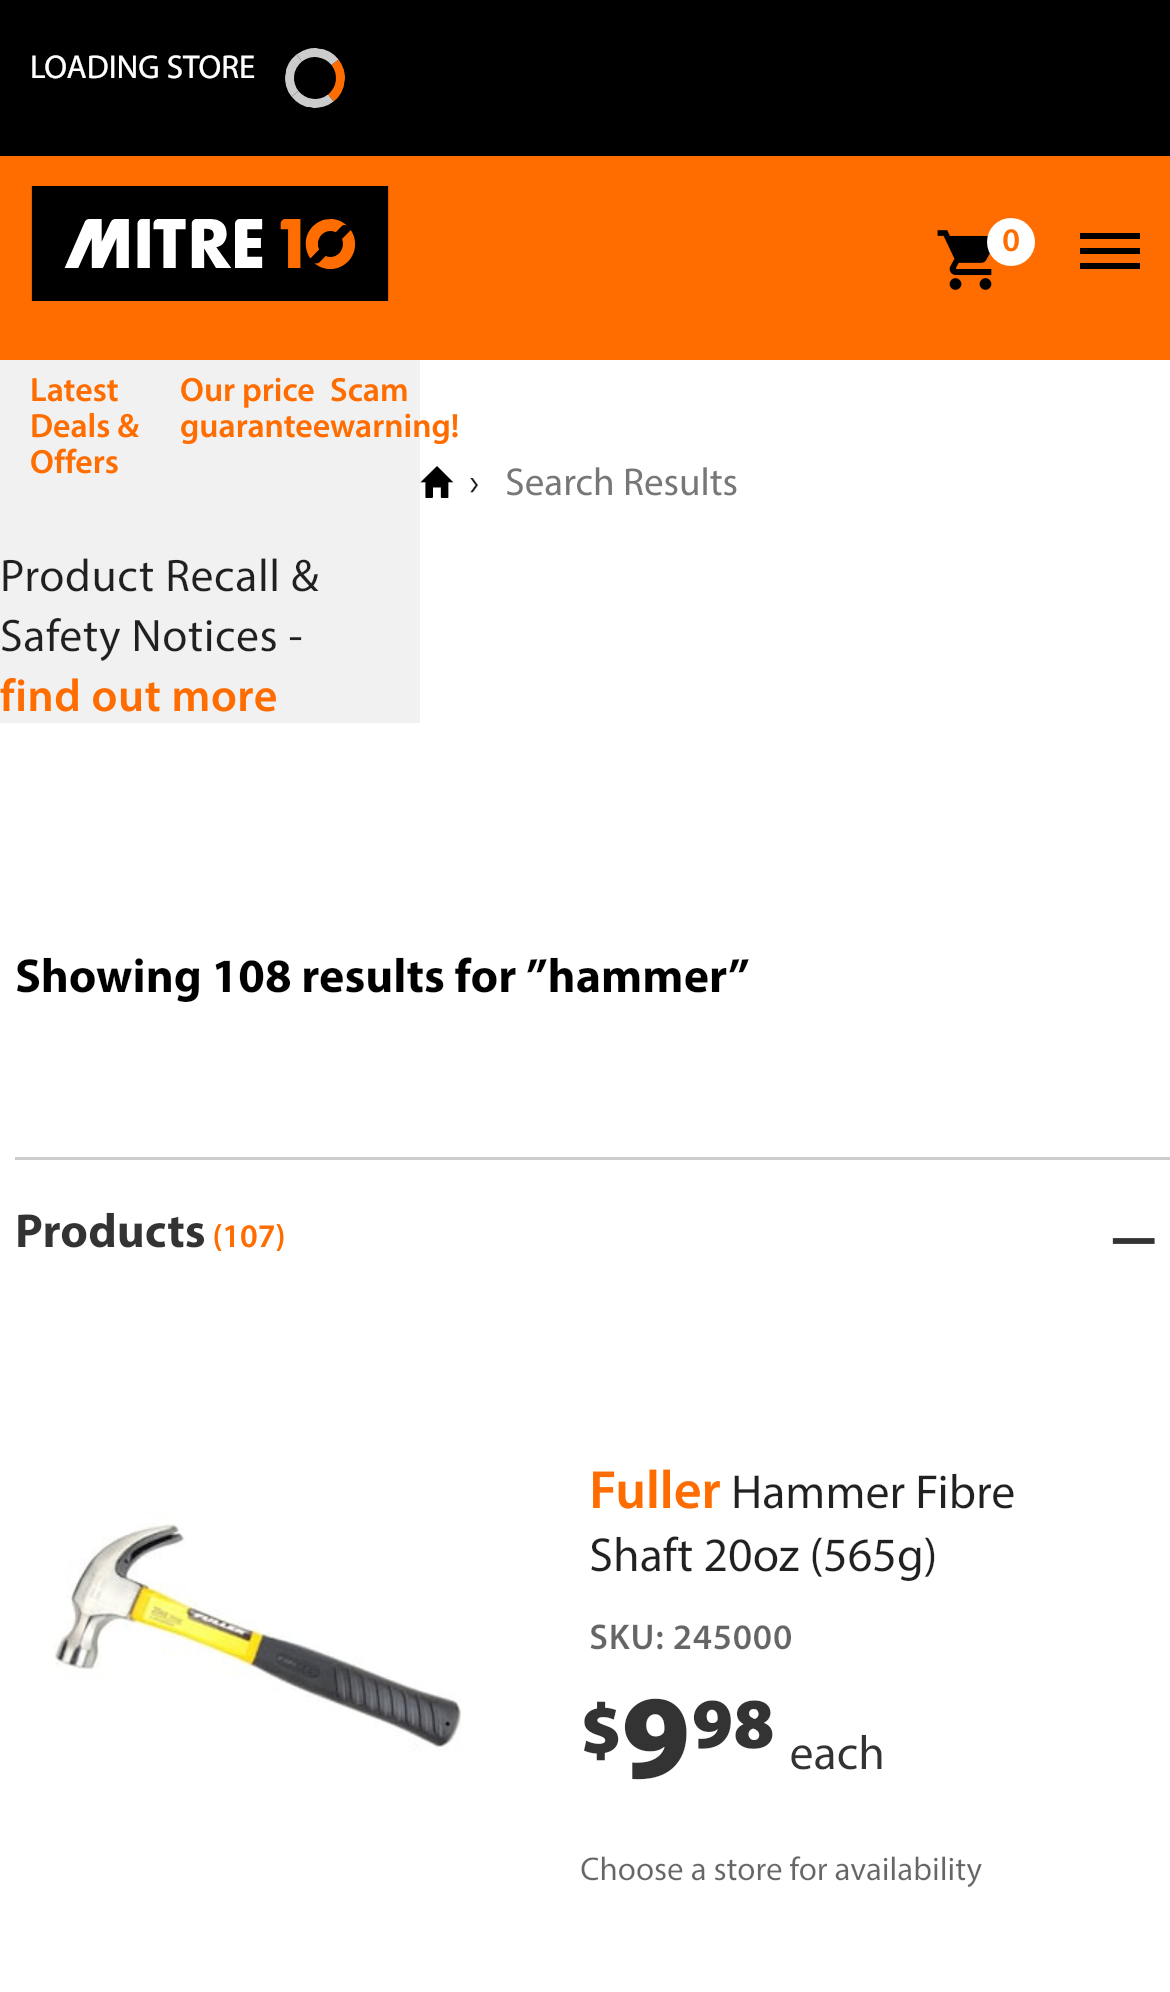 LOADING STORE
MITRE 10
0
Latest Deals & Offers
Our price guarantee
Scam warning!
› Search Results
Product Recall &
Safety Notices -
find out more
Showing 108 results for ”hammer”
Products (107)
Fuller Hammer Fibre
Shaft 20oz (565g)
SKU: 245000
$9 98 each
Choose a store for availability
FULLER